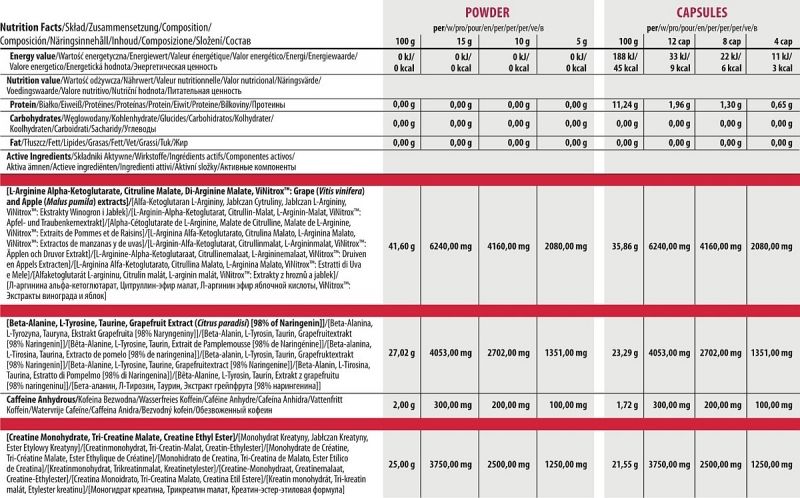 POWDER CAPSULES
Nutrition Facts/Skład/Zusammensetzung/Composition/ per/w/pro/pour/en/per/per/per/ve/в per/w/pro/pour/en/per/per/per/ve/в
Composición/Näringsinnehåll/Inhoud/Composizione/Složení/Состав 100 g 15 g 10 g 5 g 100 g 12 cap 8 cap 4 cap
Energy value/Wartość energetyczna/Energiewert/Valeur énergétique/Valor energético/Energi/Energiewaarde/ 0 kJ/ 0 kJ/ 0 kJ/ 0 kJ/ 188 kJ/ 33 kJ/ 22 kJ/ 11 kJ/
Valore energetico/Energetická hodnota/Энергетическая ценность 0 kcal 0 kcal 0 kcal 0 kcal 45 kcal 9 kcal 6 kcal 3 kcal
Nutrition value/Wartość odżywcza/Nährwert/Valeur nutritionnelle/Valor nutricional/Näringsvärde/
Voedingswaarde/Valore nutritivo/Nutriční hodnota/Питательная ценность
Protein/Białko/Eiweiß/Protéines/Proteínas/Protein/Eiwit/Proteine/Bílkoviny/Протеины 0,00 g 0,00 g 0,00 g 0,00 g 11,24 g 1,96 g 1,30 g 0,65 g
Carbohydrates/Węglowodany/Kohlenhydrate/Glucides/Carbohidratos/Kolhydrater/ 0,00 g 0,00 g 0,00 g 0,00 g 0,00 g 0,00 g 0,00 g 0,00 g
Koolhydraten/Carboidrati/Sacharidy/Углеводы
Fat/Tłuszcz/Fett/Lipides/Grasas/Fett/Vet/Grassi/Tuk/Жир 0,00 g 0,00 g 0,00 g 0,00 g 0,00 g 0,00 g 0,00 g 0,00 g
Active Ingredients/Składniki Aktywne/Wirkstoffe/Ingrédients actifs/Componentes activos/
Aktiva ämnen/Actieve ingrediënten/Ingredienti attivi/Aktivní složky/Активные компоненты
[L-Arginine Alpha-Ketoglutarate, Citruline Malate, Di-Arginine Malate, ViNitrox™: Grape (Vitis vinifera)
and Apple (Malus pumila) extracts]/[Alfa-Ketoglutaran L-Argininy, Jabłczan Cytruliny, Jabłczan L-Argininy,
ViNitrox™: Ekstrakty Winogron i Jabłek]/[L-Arginin-Alpha-Ketoglutarat, Citrullin-Malat, L-Arginin-Malat, ViNitrox™:
Apfel- und Traubenkernextrakt]/[Alpha-Cétoglutarate de L-Arginine, Malate de Citrulline, Malate de L-Arginine,
ViNitrox™: Extraits de Pommes et de Raisins]/[L-Arginina Alfa-Ketoglutarato, Citrulina Malato, L-Arginina Malato,
ViNitrox™: Extractos de manzanas y de uvas]/[L-Arginin-Alfa-Ketoglutarat, Citrullinmalat, L-Argininmalat, ViNitrox™:
Äpplen och Druvor Extrakt]/[L-Arginine-Alpha-Ketoglutaraat, Citrullinemalaat, L-Argininemalaat, ViNitrox™: Druiven
en Appels Extracten]/[L-Arginina Alfa-Ketoglutarato, Citrullina Malato, L-Arginina Malato, ViNitrox™: Estratti di Uva
e Mele]/[Alfaketoglutarát L-argininu, Citrulin malát, L-arginin malát, ViNitrox™: Extrakty z hroznů a jablek]/
[Л-аргинина альфа-кетоглютарат, Цитруллин-эфир малат, Л-аргинин эфир яблочной кислоты, ViNitrox™:
Экстракты винограда и яблок]
41,60 g 6240,00 mg 4160,00 mg 2080,00 mg 35,86 g 6240,00 mg 4160,00 mg 2080,00 mg
[Beta-Alanine, L-Tyrosine, Taurine, Grapefruit Extract (Citrus paradisi) [98% of Naringenin]]/[Beta-Alanina,
L-Tyrozyna, Tauryna, Ekstrakt Grapefruita [98% Naryngeniny]]/[Beta-Alanin, L-Tyrosin, Taurin, Grapefruitextrakt
[98% Naringenin]]/[Bêta-Alanine, L-Tyrosine, Taurine, Extrait de Pamplemousse [98% de Naringénine]]/[Beta-alanina,
L-Tirosina, Taurina, Extracto de pomelo [98% de naringenina]]/[Beta-alanin, L-Tyrosin, Taurin, Grapefruktextrakt
[98% Naringenin]]/[Beta-Alanine, L-Tyrosine, Taurine, Grapefruitextract [98% Naringenine]]/[Beta-Alanina, L-Tirosina,
Taurina, Estratto di Pompelmo [98% di Naringenina]]/[Bêta-Alanin, L-Tyrosin, Taurin, Extrakt z grapefruitu
[98% naringeninu]]/[Бета-аланин, Л-Тирозин, Таурин, Экстракт грейпфрута [98% нарингенина]]
27,02 g 4053,00 mg 2702,00 mg 1351,00 mg 23,29 g 4053,00 mg 2702,00 mg 1351,00 mg
Caffeine Anhydrous/Kofeina Bezwodna/Wasserfreies Koffein/Caféine Anhydre/Cafeína Anhidra/Vattenfritt
Koffein/Watervrije Cafeïne/Caffeina Anidra/Bezvodný kofein/Обезвоженный кофеин
2,00 g 300,00 mg 200,00 mg 100,00 mg 1,72 g 300,00 mg 200,00 mg 100,00 mg
[Creatine Monohydrate, Tri-Creatine Malate, Creatine Ethyl Ester]/[Monohydrat Kreatyny, Jabłczan Kreatyny,
Ester Etylowy Kreatyny]/[Creatinmonohydrat, Tri-Creatin-Malat, Creatin-Ethylester]/[Monohydrate de Créatine,
Tri-Créatine Malate, Ester Ethylique de Créatine]/[Monohidrato de Creatina, Tri-Creatina de Malato, Ester Etílico
de Creatina]/[Kreatinmonohydrat, Trikreatinmalat, Kreatinetylester]/[Creatine-Monohydraat, Creatinemalaat,
Creatine-Ethylester]/[Creatina Monoidrato, Tri-Creatina Malato, Creatina Etil Estere]/[Kreatin monohydrát, Tri-kreatin
malát, Etylester kreatinu]/[Моногидрат креатина, Трикреатин малат, Креатин-эстер-этиловая формула]
25,00 g 3750,00 mg 2500,00 mg 1250,00 mg 21,55 g 3750,00 mg 2500,00 mg 1250,00 mg